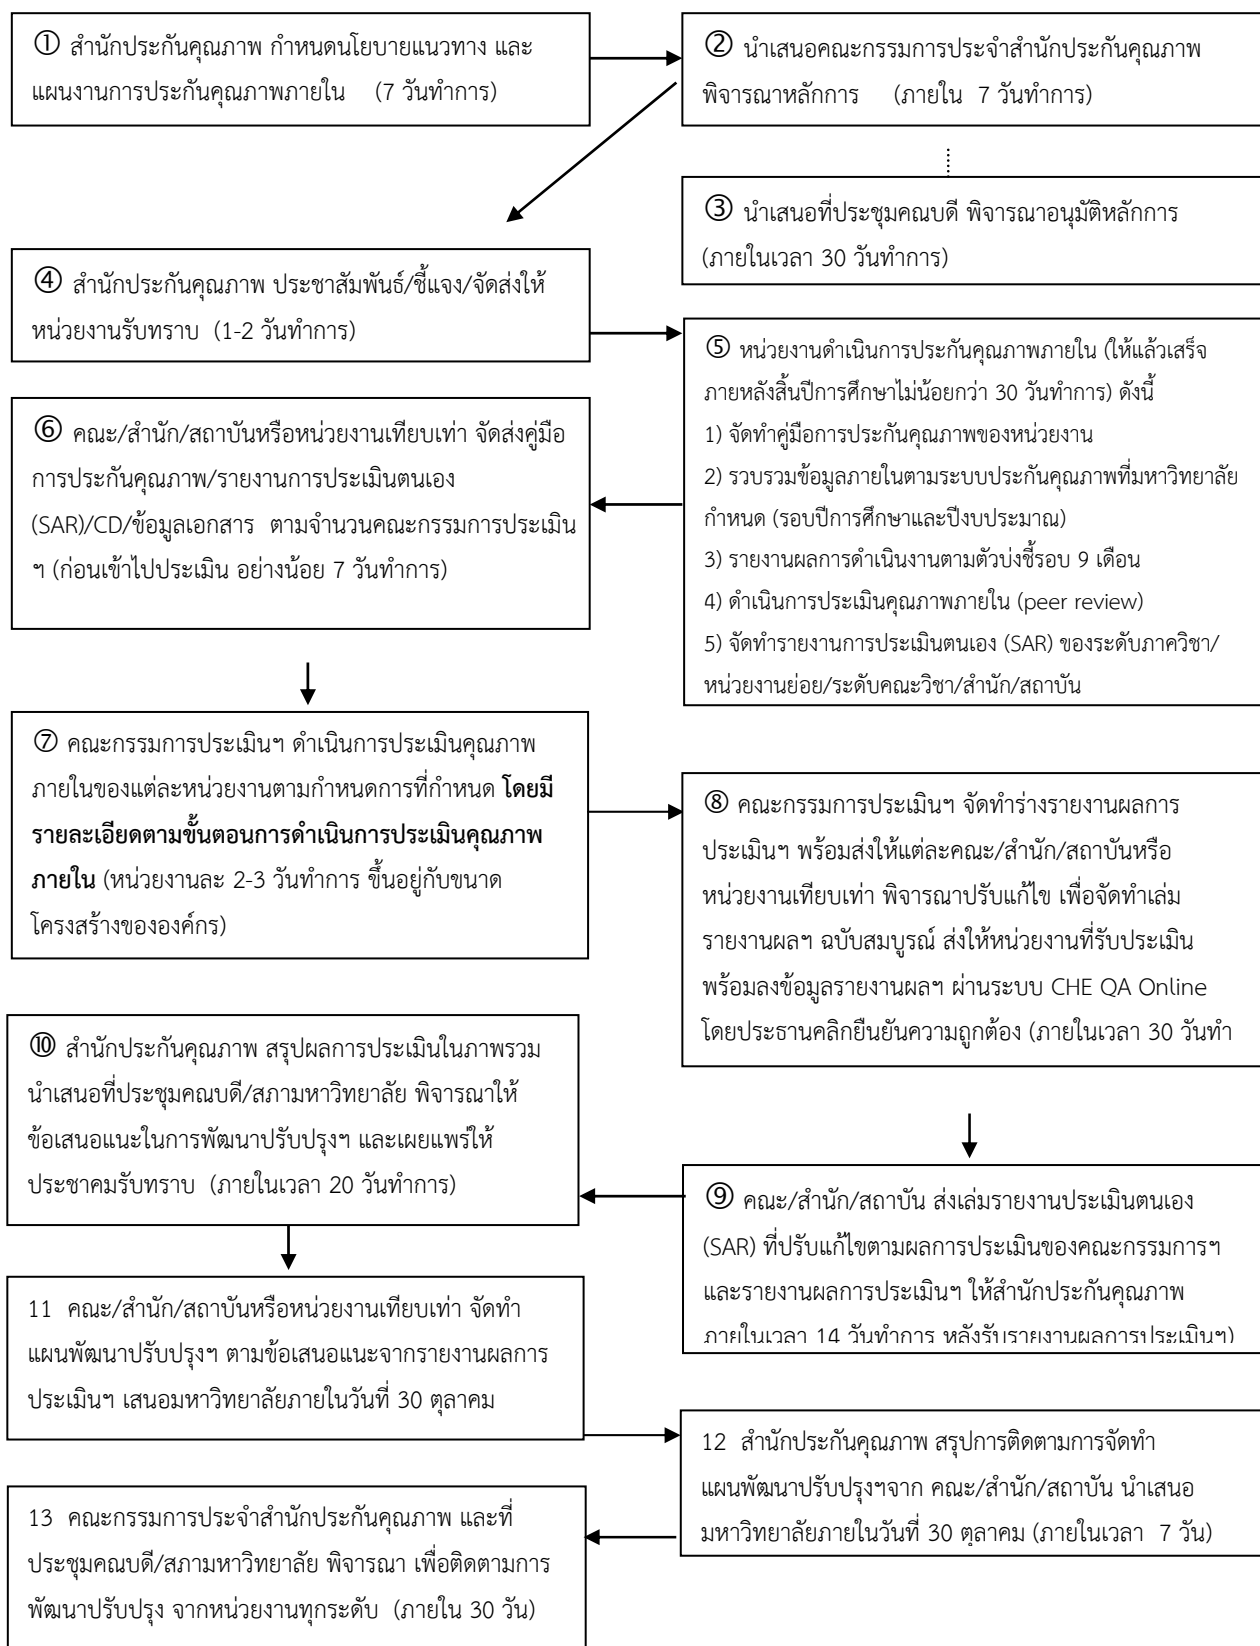 ① สำนักประกันคุณภาพ กำหนดนโยบายแนวทาง และ
แผนงานการประกันคุณภาพภายใน (7 วันทำการ)
② นำเสนอคณะกรรมการประจำสำนักประกันคุณภาพ
พิจารณาหลักการ (ภายใน 7 วันทำการ)
③ นำเสนอที่ประชุมคณบดี พิจารณาอนุมัติหลักการ
(ภายในเวลา 30 วันทำการ)
④ สำนักประกันคุณภาพ ประชาสัมพันธ์/ชี้แจง/จัดส่งให้
หน่วยงานรับทราบ (1-2 วันทำการ)
⑤ หน่วยงานดำเนินการประกันคุณภาพภายใน (ให้แล้วเสร็จ
ภายหลังสิ้นปีการศึกษาไม่น้อยกว่า 30 วันทำการ) ดังนี้
1) จัดทำคู่มือการประกันคุณภาพของหน่วยงาน
2) รวบรวมข้อมูลภายในตามระบบประกันคุณภาพที่มหาวิทยาลัย
กำหนด (รอบปีการศึกษาและปีงบประมาณ)
3) รายงานผลการดำเนินงานตามตัวบ่งชี้รอบ 9 เดือน
4) ดำเนินการประเมินคุณภาพภายใน (peer review)
5) จัดทำรายงานการประเมินตนเอง (SAR) ของระดับภาควิชา/
หน่วยงานย่อย/ระดับคณะวิชา/สำนัก/สถาบัน
⑥ คณะ/สำนัก/สถาบันหรือหน่วยงานเทียบเท่า จัดส่งคู่มือ
การประกันคุณภาพ/รายงานการประเมินตนเอง
(SAR)/CD/ข้อมูลเอกสาร ตามจำนวนคณะกรรมการประเมิน
ฯ (ก่อนเข้าไปประเมิน อย่างน้อย 7 วันทำการ)
⑦ คณะกรรมการประเมินฯ ดำเนินการประเมินคุณภาพ
ภายในของแต่ละหน่วยงานตามกำหนดการที่กำหนด โดยมี
รายละเอียดตามขั้นตอนการดำเนินการประเมินคุณภาพ
ภายใน (หน่วยงานละ 2-3 วันทำการ ขึ้นอยู่กับขนาด
โครงสร้างขององค์กร)
⑧ คณะกรรมการประเมินฯ จัดทำร่างรายงานผลการ
ประเมินฯ พร้อมส่งให้แต่ละคณะ/สำนัก/สถาบันหรือ
หน่วยงานเทียบเท่า พิจารณาปรับแก้ไข เพื่อจัดทำเล่ม
รายงานผลฯ ฉบับสมบูรณ์ ส่งให้หน่วยงานที่รับประเมิน
พร้อมลงข้อมูลรายงานผลฯ ผ่านระบบ CHE QA Online
โดยประธานคลิกยืนยันความถูกต้อง (ภายในเวลา 30 วันทำ
⑨ คณะ/สำนัก/สถาบัน ส่งเล่มรายงานประเมินตนเอง
(SAR) ที่ปรับแก้ไขตามผลการประเมินของคณะกรรมการฯ
และรายงานผลการประเมินฯ ให้สำนักประกันคุณภาพ
ภายในเวลา 14 วันทำการ หลังรับรายงานผลการประเมินฯ)
⑩ สำนักประกันคุณภาพ สรุปผลการประเมินในภาพรวม
นำเสนอที่ประชุมคณบดี/สภามหาวิทยาลัย พิจารณาให้
ข้อเสนอแนะในการพัฒนาปรับปรุงฯ และเผยแพร่ให้
ประชาคมรับทราบ (ภายในเวลา 20 วันทำการ)
11 คณะ/สำนัก/สถาบันหรือหน่วยงานเทียบเท่า จัดทำ
แผนพัฒนาปรับปรุงฯ ตามข้อเสนอแนะจากรายงานผลการ
ประเมินฯ เสนอมหาวิทยาลัยภายในวันที่ 30 ตุลาคม
12 สำนักประกันคุณภาพ สรุปการติดตามการจัดทำ
แผนพัฒนาปรับปรุงฯจาก คณะ/สำนัก/สถาบัน นำเสนอ
มหาวิทยาลัยภายในวันที่ 30 ตุลาคม (ภายในเวลา 7 วัน)
13 คณะกรรมการประจำสำนักประกันคุณภาพ และที่
ประชุมคณบดี/สภามหาวิทยาลัย พิจารณา เพื่อติดตามการ
พัฒนาปรับปรุง จากหน่วยงานทุกระดับ (ภายใน 30 วัน)